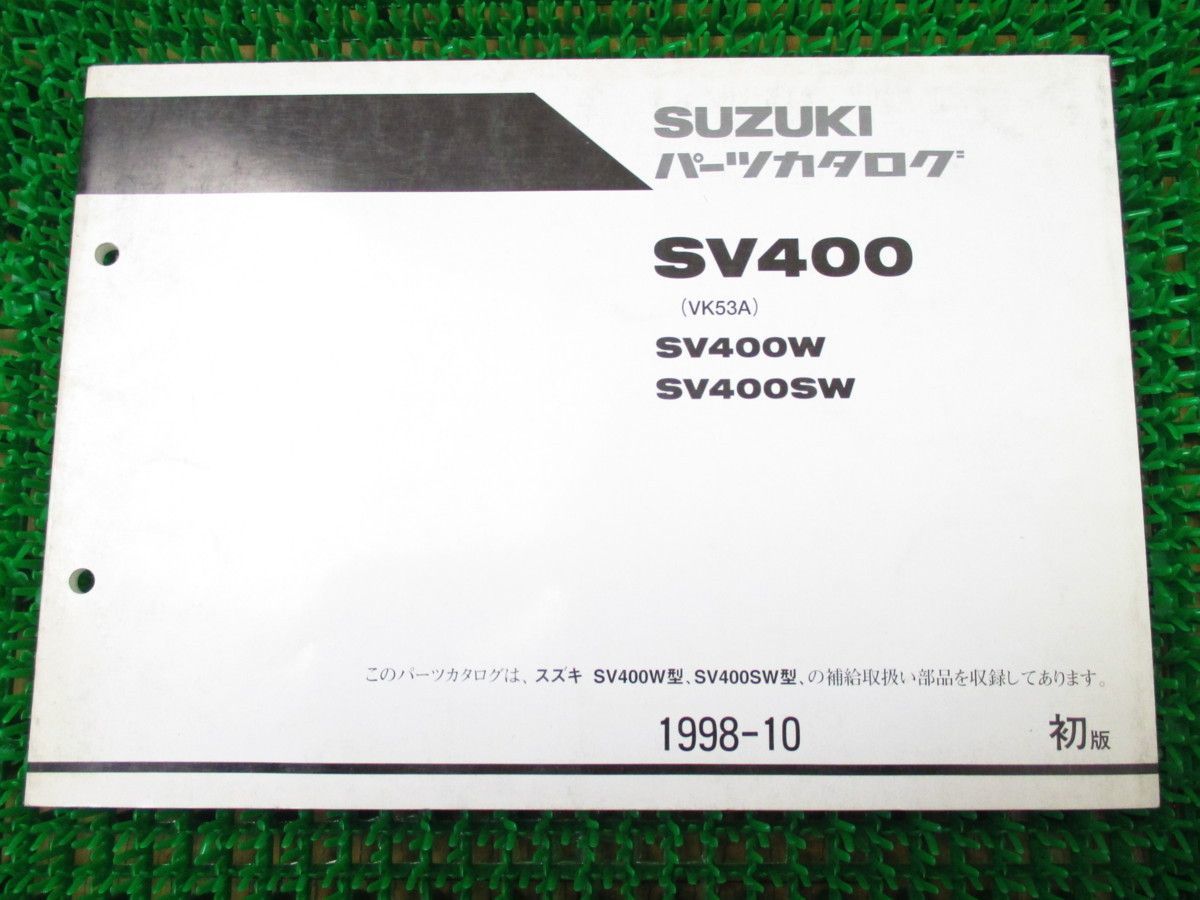 SUZUKI
パーツカタログ
SV400
(VK53A)
SV400W
SV400SW
このパーツカタログは、スズキ SV400W型、SV400SW型、の補給取扱い部品を収録してあります。
1998-10 初版